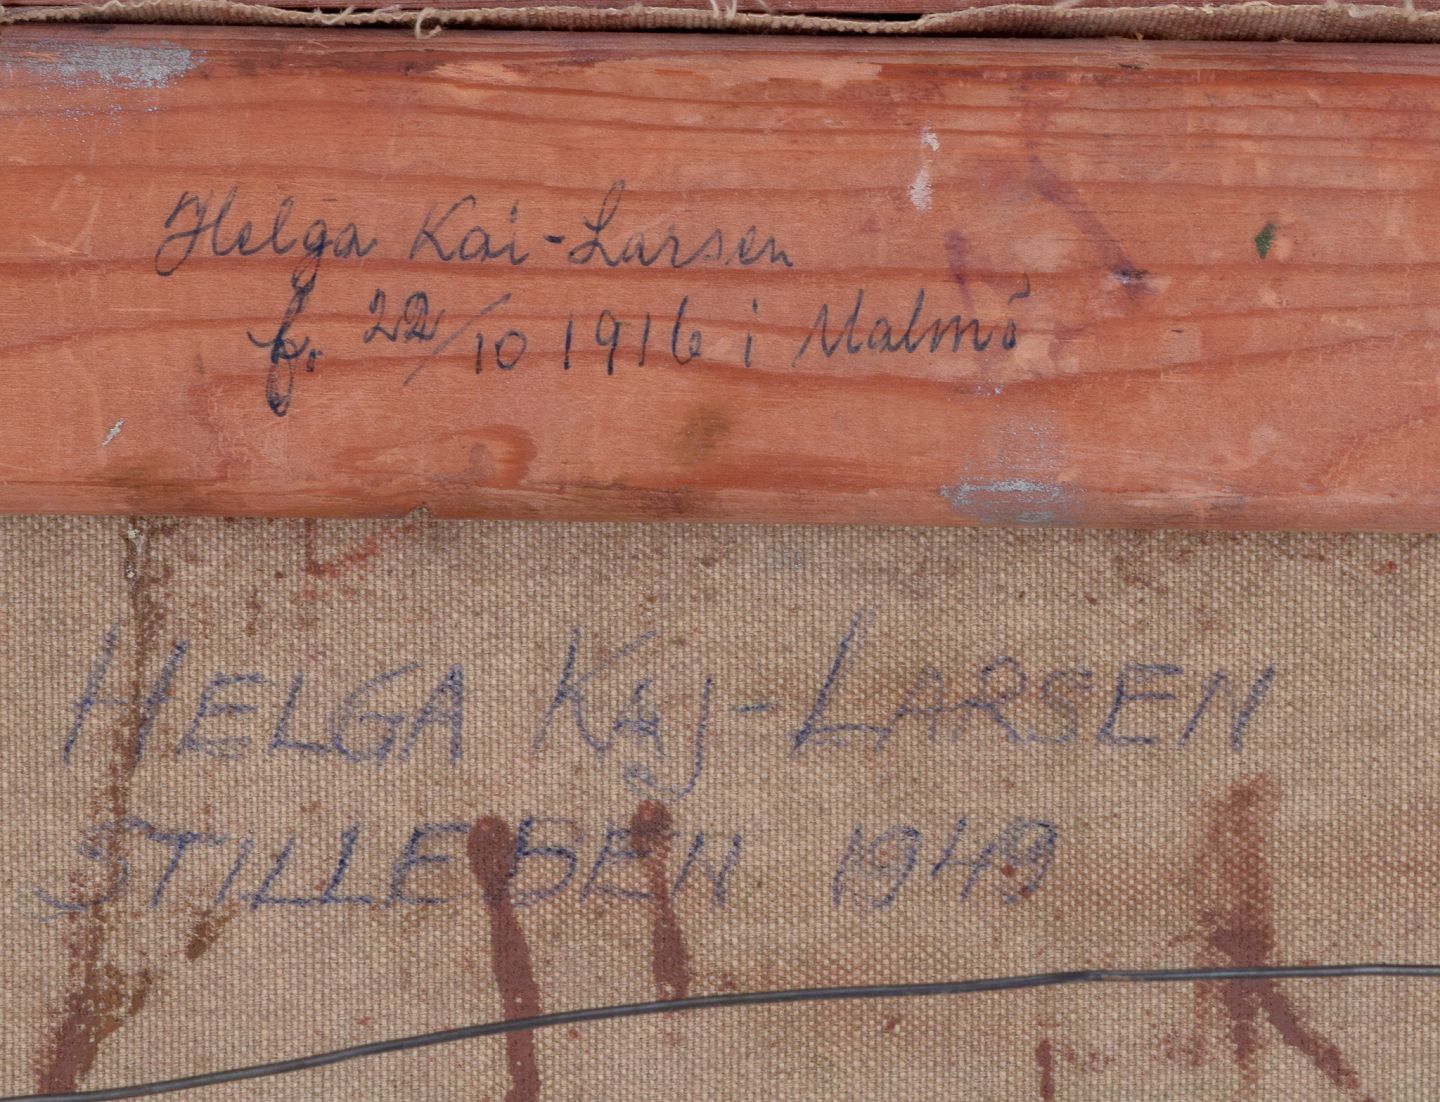 Helga Kai-Larsen
f. 22/10 1916 i Malmö
HELGA KAJ-LARSEN
STILLEBEN 1949